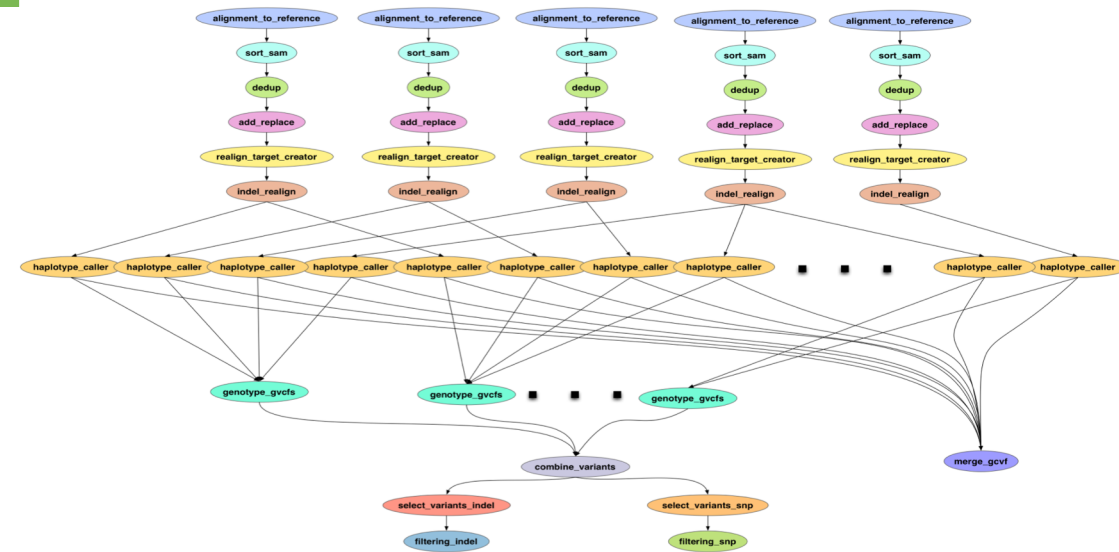 alignment_to_reference alignment_to_reference alignment_to_reference alignment_to_reference alignment_to_reference
sort_sam sort_sam sort_sam sort_sam sort_sam
dedup dedup dedup dedup dedup
add_replace add_replace add_replace add_replace add_replace
realign_target_creator realign_target_creator realign_target_creator realign_target_creator realign_target_creator
indel_realign indel_realign indel_realign indel_realign indel_realign
haplotype_caller haplotype_caller haplotype_caller haplotype_caller haplotype_caller haplotype_caller haplotype_caller haplotype_caller haplotype_caller haplotype_caller
genotype_gvcfs genotype_gvcfs genotype_gvcfs
combine_variants merge_gcvf
select_variants_indel select_variants_snp
filtering_indel filtering_snp